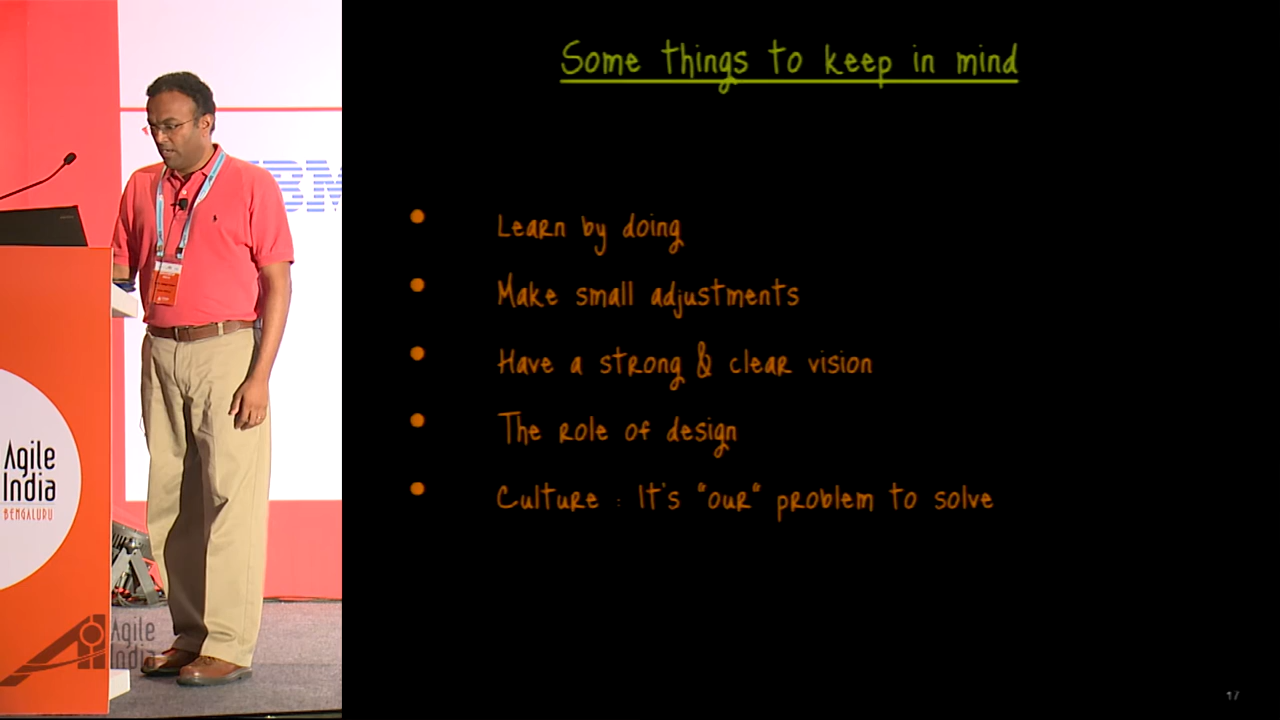 Some things to keep in mind
Learn by doing
Make small adjustments
Have a strong & clear vision
The role of design
Culture : It's "our" problem to solve
17
IBM
Agile
India
BENGALURU
Agile
India